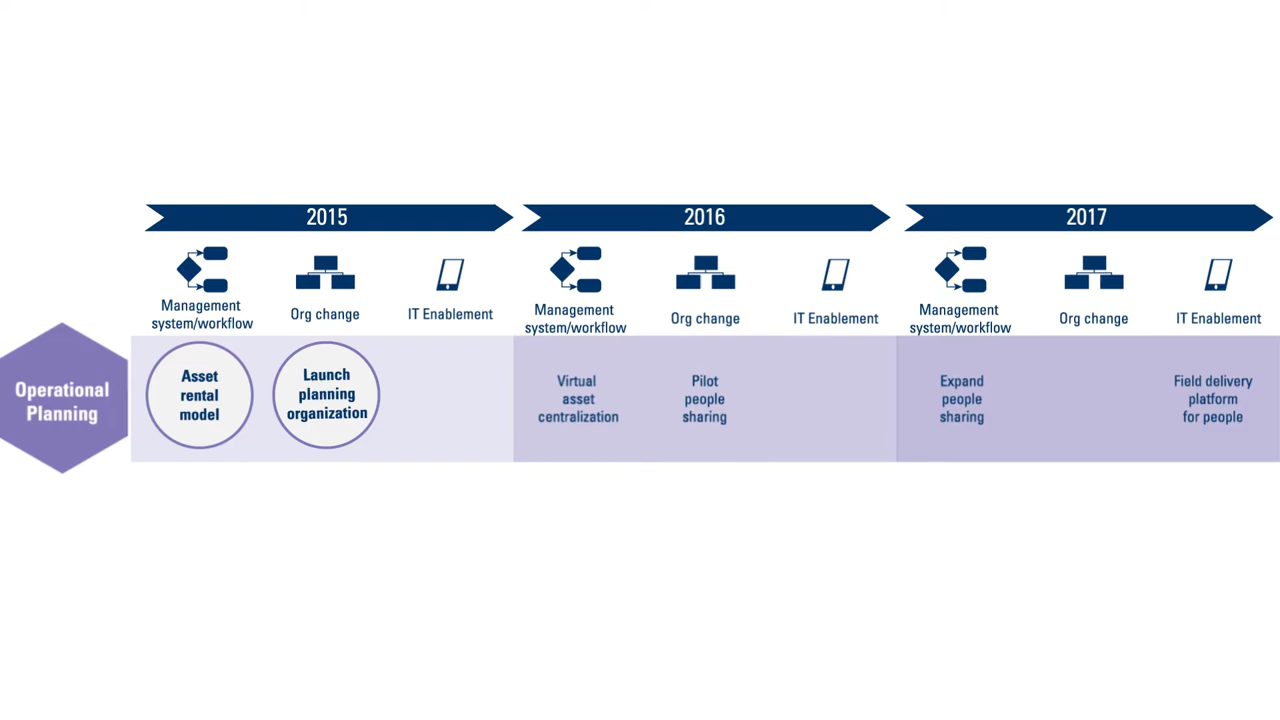 2015
2016
2017
Management
system/workflow
Org change
IT Enablement
Management
system/workflow
Org change
IT Enablement
Management
system/workflow
Org change
IT Enablement
Operational
Planning
Asset
rental
model
Launch
planning
organization
Virtual
asset
centralization
Pilot
people
sharing
Expand
people
sharing
Field delivery
platform
for people